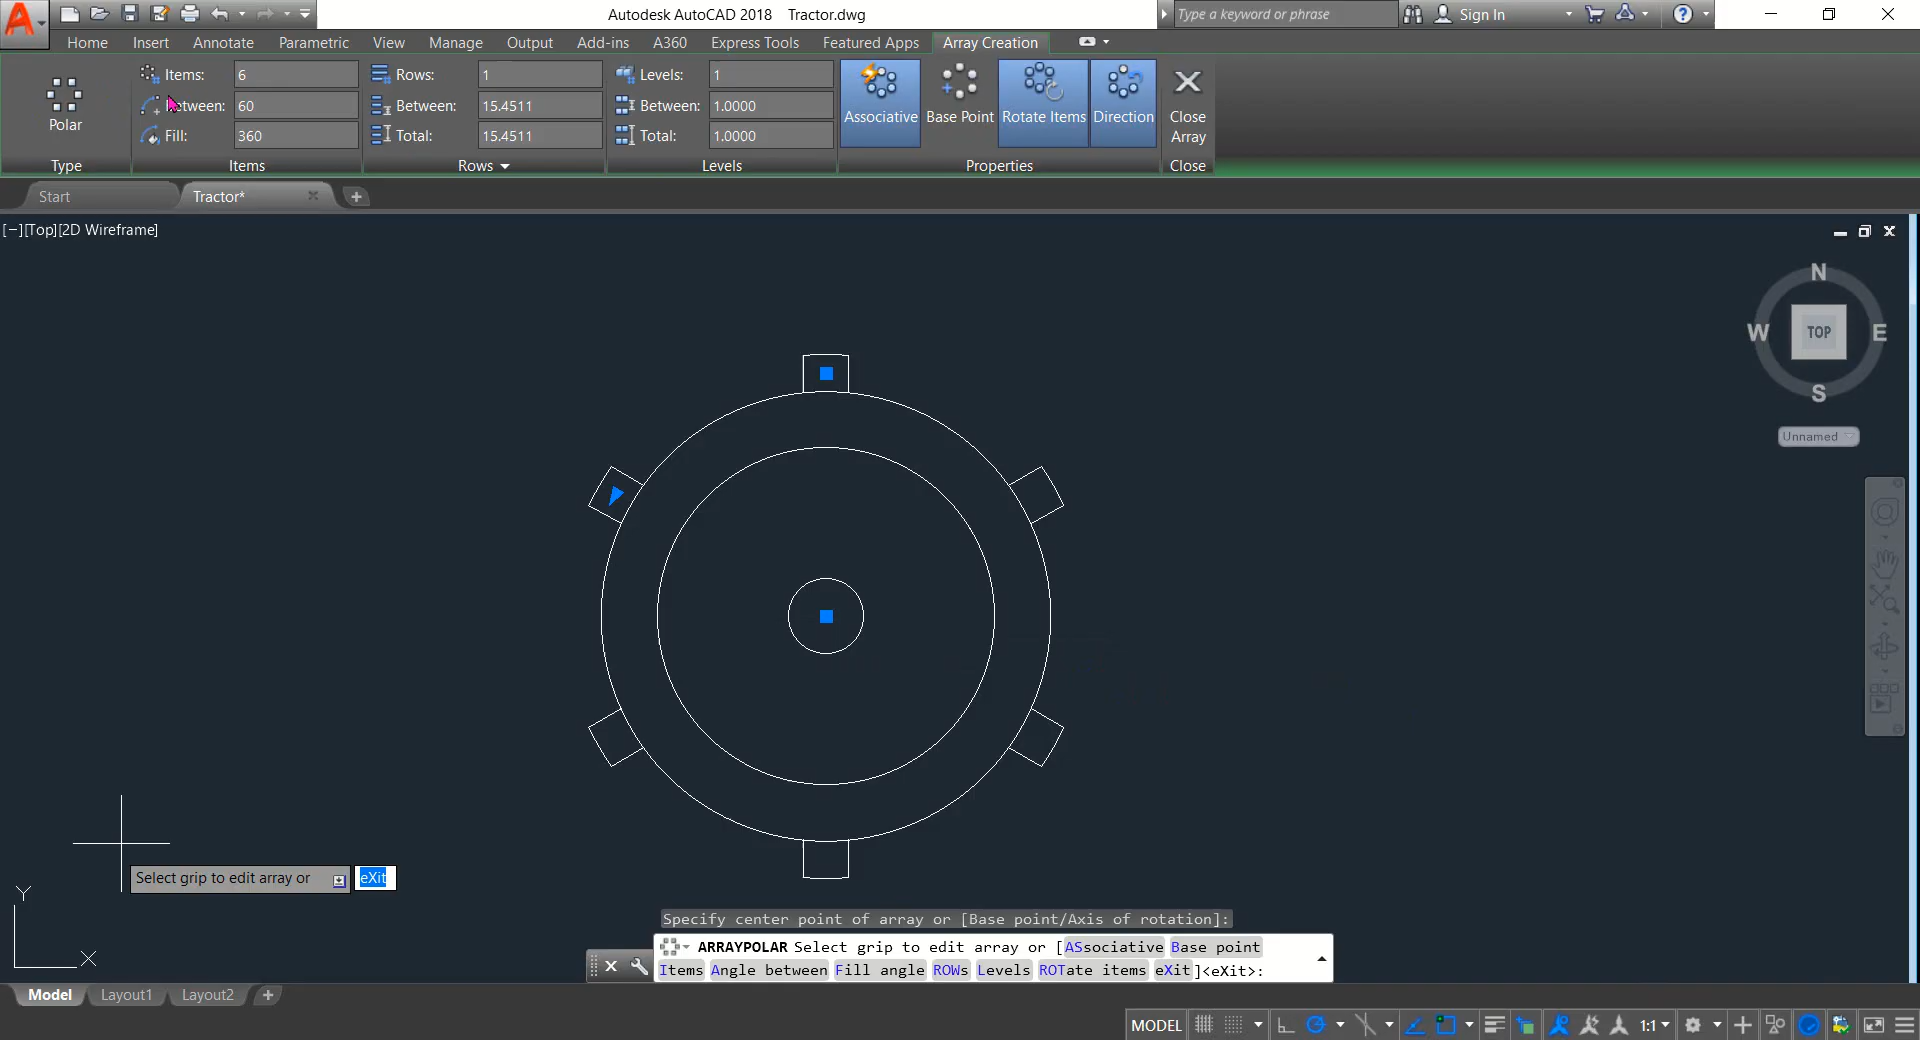 Autodesk AutoCAD 2018 Tractor.dwg
Type a keyword or phrase
Sign In
Home Insert Annotate Parametric View Manage Output Add-ins A360 Express Tools Featured Apps Array Creation
Polar
Type
Items: 6
Between: 60
Fill: 360
Items
Rows: 1
Between: 15.4511
Total: 15.4511
Rows
Levels: 1
Between: 1.0000
Total: 1.0000
Levels
Associative
Base Point
Rotate Items
Direction
Properties
Close
Array
Close
Start Tractor*
[−][Top][2D Wireframe]
N
W TOP E
S
Unnamed
Select grip to edit array or eXit
Y
X
Specify center point of array or [Base point/Axis of rotation]:
ARRAYPOLAR Select grip to edit array or [ASsociative Base point
Items Angle between Fill angle ROWs Levels ROTate items eXit]<eXit>:
Model Layout1 Layout2
MODEL 1:1